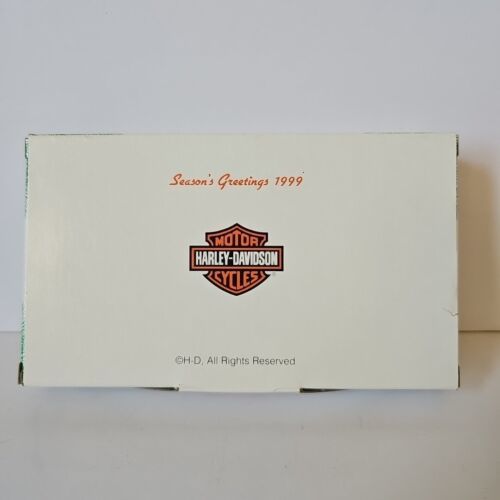 Season's Greetings 1999
MOTOR
HARLEY-DAVIDSON
CYCLES
®
©H-D, All Rights Reserved